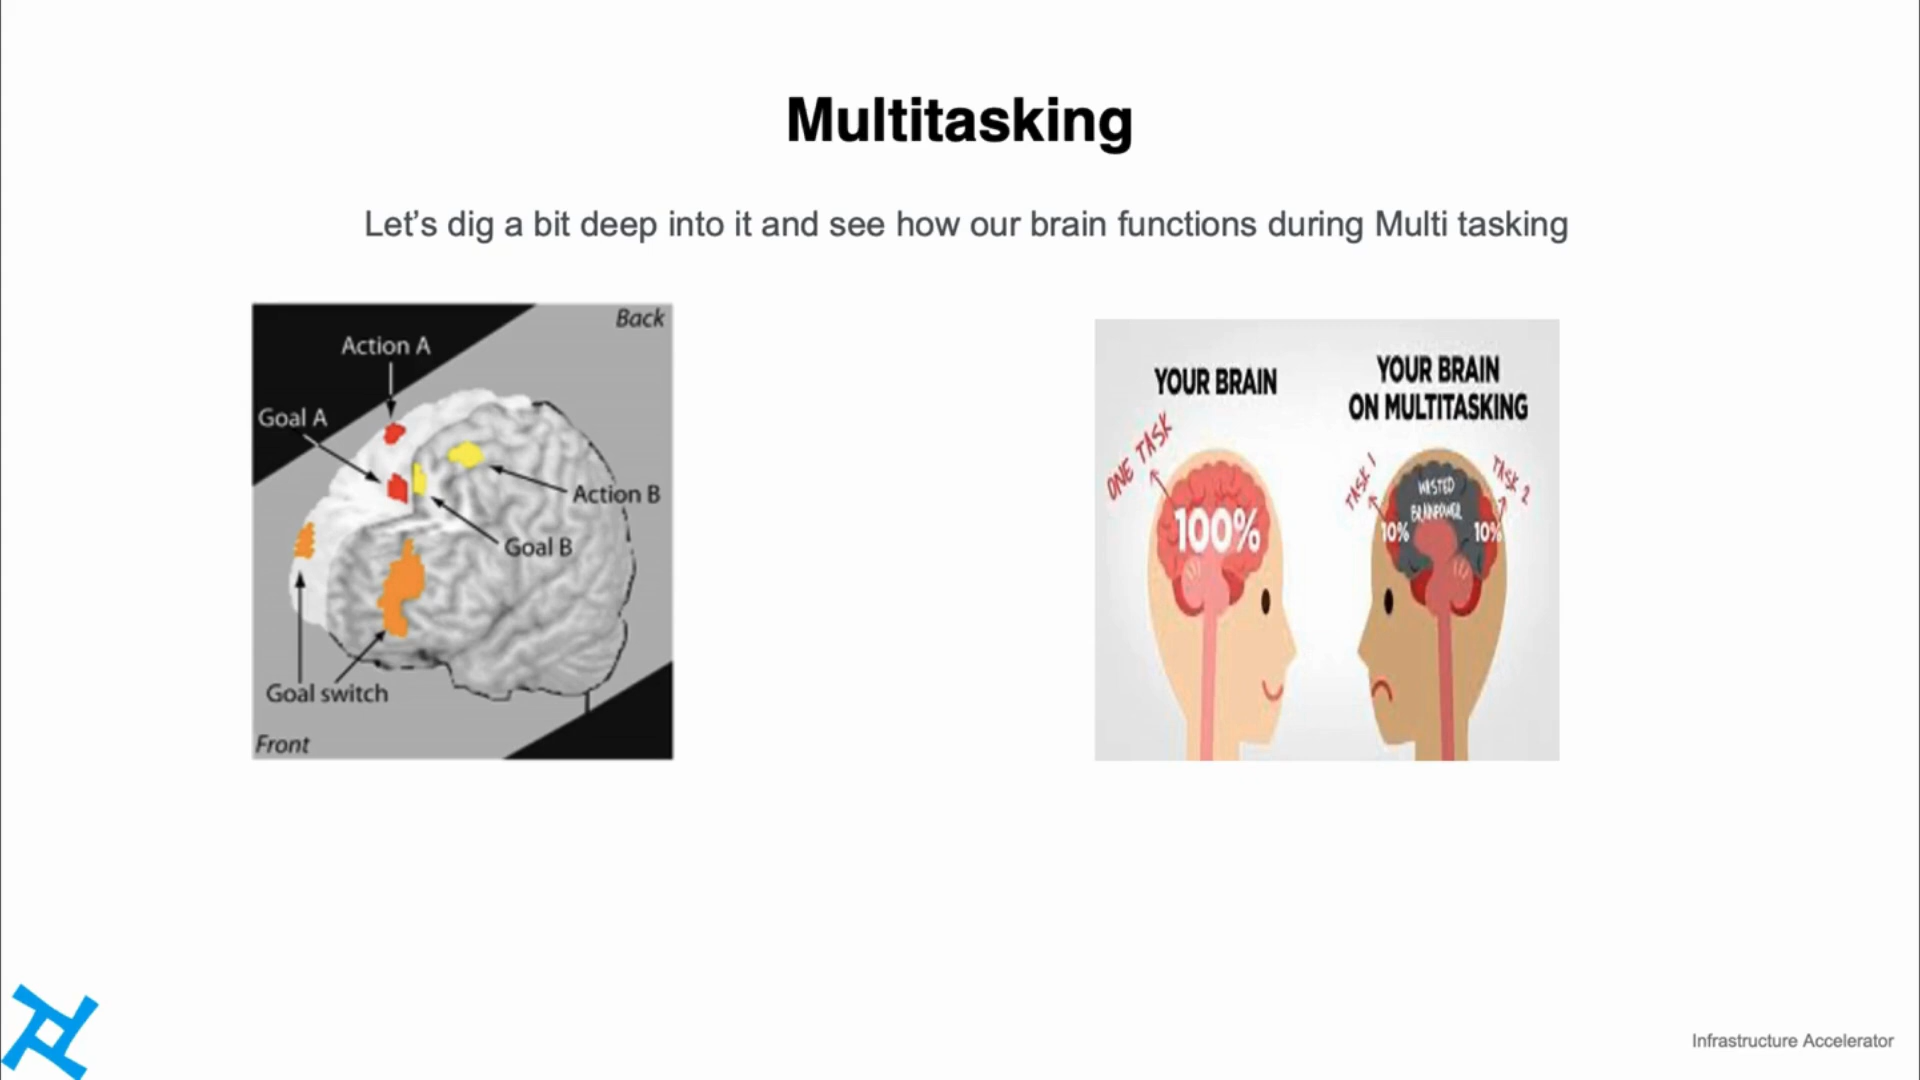 Multitasking
Let’s dig a bit deep into it and see how our brain functions during Multi tasking
Back
Action A
Goal A
Action B
Goal B
Goal switch
Front
YOUR BRAIN
ONE TASK
100%
YOUR BRAIN
ON MULTITASKING
TASK 1
TASK 2
WASTED
BRAINPOWER
10%
10%
Infrastructure Accelerator